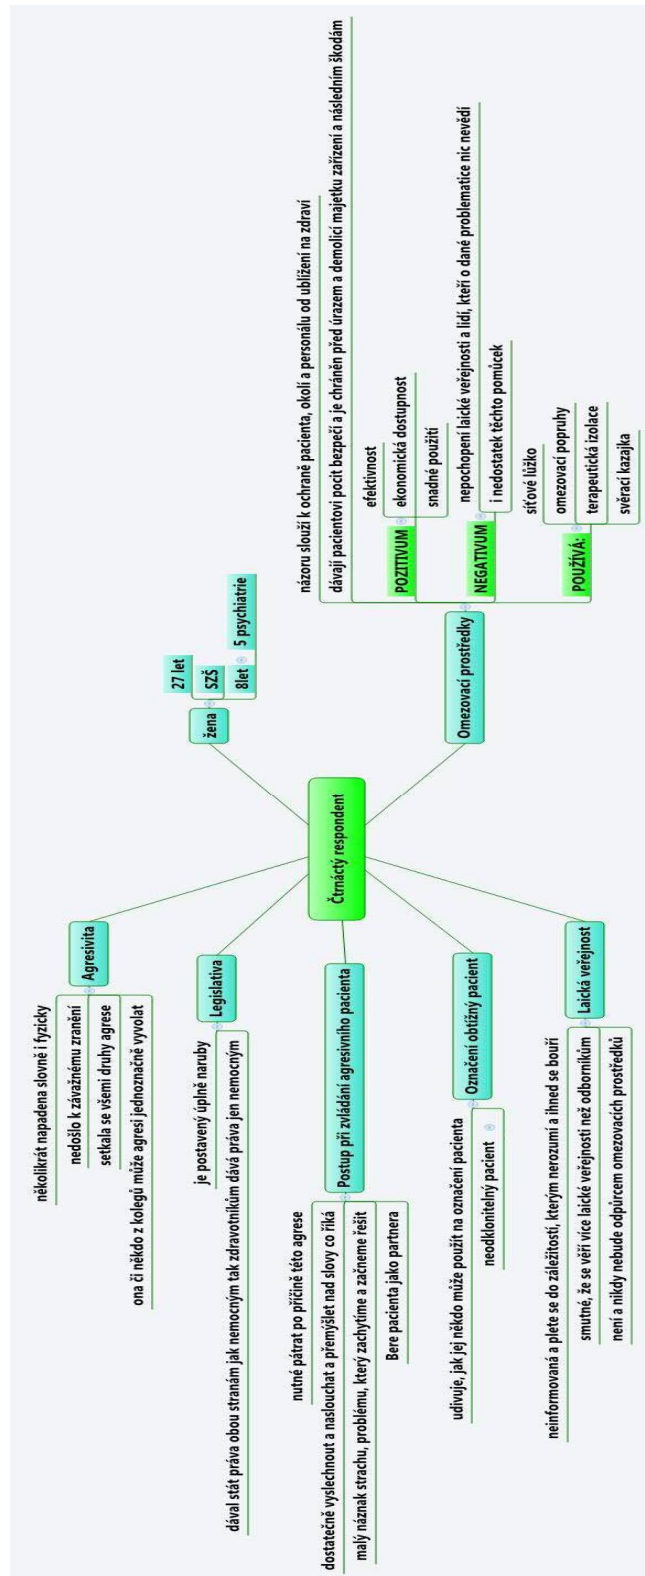 Čtrnáctý respondent
žena
27 let
SZŠ
8let
5 psychiatrie
Omezovací prostředky
názoru slouží k ochraně pacienta, okolí a personálu od ublížení na zdraví
dávají pacientovi pocit bezpečí a je chráněn před úrazem a demolicí majetku zařízení a následním škodám
POZITIVUM
efektivnost
ekonomická dostupnost
snadné použití
NEGATIVUM
nepochopení laické veřejnosti a lidí, kteří o dané problematice nic nevědí
i nedostatek těchto pomůcek
POUŽÍVÁ:
síťové lůžko
omezovací popruhy
terapeutická izolace
svěrací kazajka
Agresivita
několikrát napadena slovně i fyzicky
nedošlo k závažnému zranění
setkala se všemi druhy agrese
ona či někdo z kolegů může agresi jednoznačně vyvolat
Legislativa
je postavený úplně naruby
dával stát práva obou stranám jak nemocným tak zdravotníkům dává práva jen nemocným
Postup při zvládání agresivního pacienta
nutné pátrat po příčině této agrese
dostatečně vyslechnout a naslouchat a přemýšlet nad slovy co říká
malý náznak strachu, problému, který zachytíme a začneme řešit
Bere pacienta jako partnera
Označení obtížný pacient
udivuje, jak jej někdo může použít na označení pacienta
neodklonitelný pacient
Laická veřejnost
neinformovaná a plete se do záležitostí, kterým nerozumí a ihned se bouří
smutné, že se věří více laické veřejnosti než odborníkům
není a nikdy nebude odpůrcem omezovacích prostředků